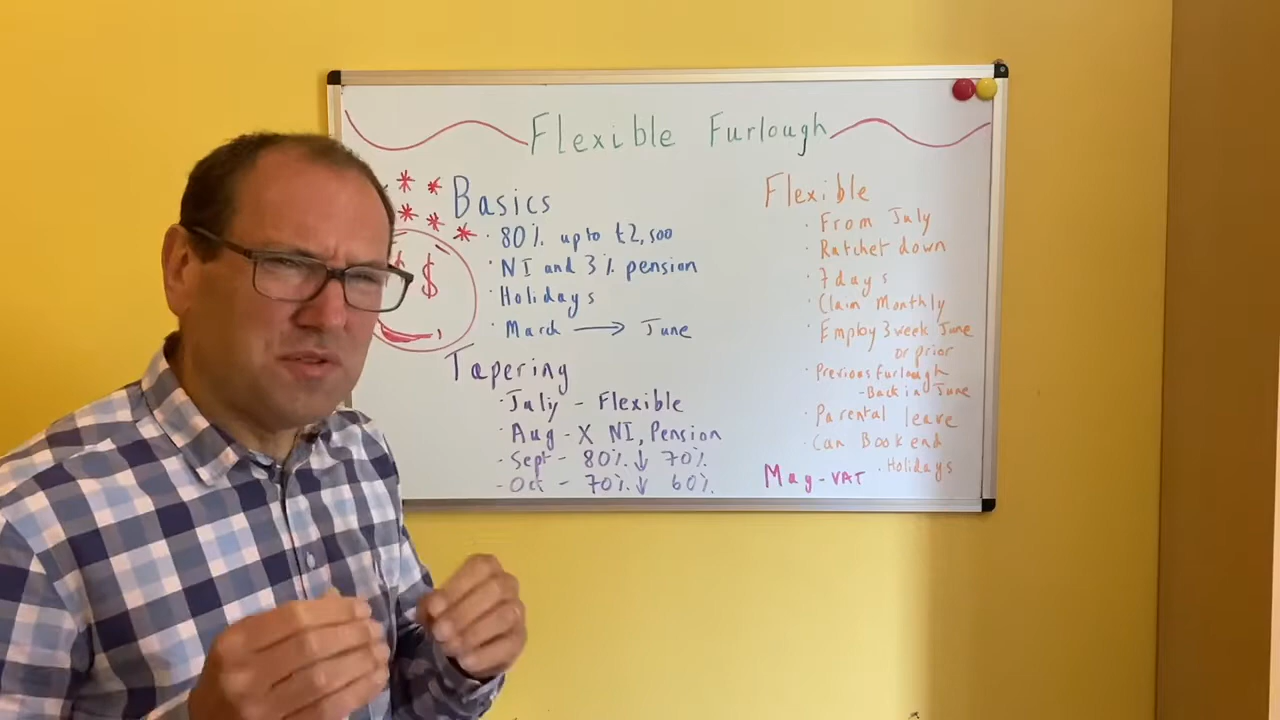 Flexible Furlough
Basics
· 80% up to £2,500
· NI and 3% pension
· Holidays
· March → June
Tapering
· July - Flexible
· Aug - X NI, Pension
- Sept - 80% ↓ 70%
- Oct - 70% ↓ 60%
$
Flexible
· From July
· Ratchet down
· 7 days
· Claim Monthly
· Employ 3 week June
or prior
· Previous furlough
- Back in June
· Parental leave
· Can Book end
· Holidays
Mag - VAT